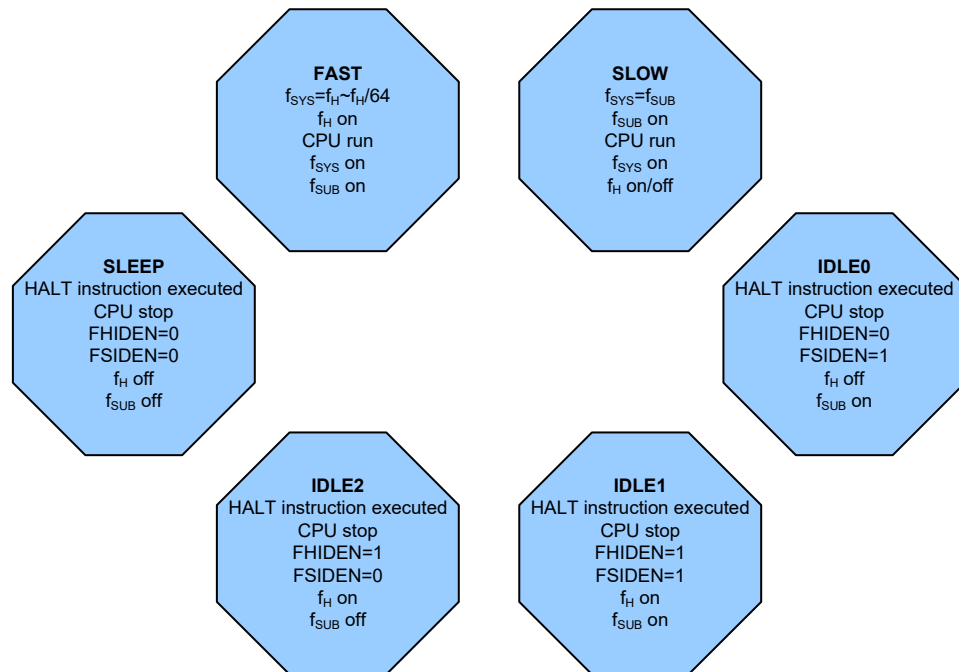 FAST
fSYS=fH~fH/64
fH on
CPU run
fSYS on
fSUB on
SLOW
fSYS=fSUB
fSUB on
CPU run
fSYS on
fH on/off
SLEEP
HALT instruction executed
CPU stop
FHIDEN=0
FSIDEN=0
fH off
fSUB off
IDLE0
HALT instruction executed
CPU stop
FHIDEN=0
FSIDEN=1
fH off
fSUB on
IDLE2
HALT instruction executed
CPU stop
FHIDEN=1
FSIDEN=0
fH on
fSUB off
IDLE1
HALT instruction executed
CPU stop
FHIDEN=1
FSIDEN=1
fH on
fSUB on